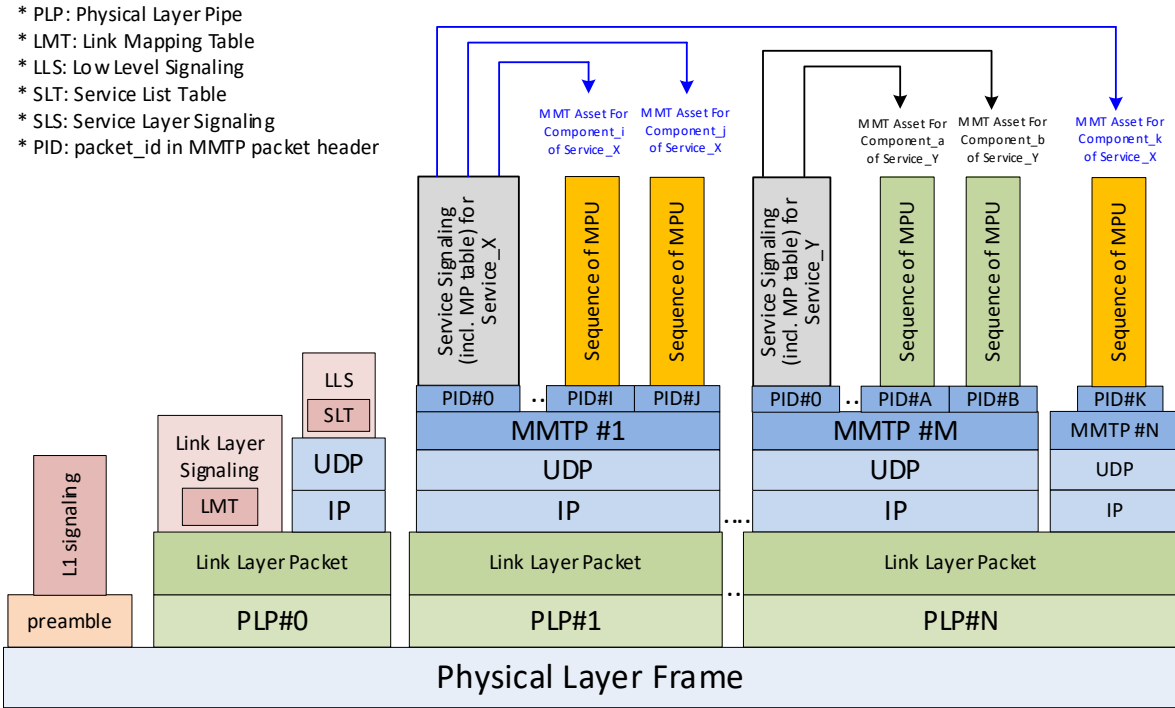 * PLP: Physical Layer Pipe
* LMT: Link Mapping Table
* LLS: Low Level Signaling
* SLT: Service List Table
* SLS: Service Layer Signaling
* PID: packet_id in MMTP packet header
MMT Asset For
Component_i
of Service_X
MMT Asset For
Component_j
of Service_X
MMT Asset For
Component_a
of Service_Y
MMT Asset For
Component_b
of Service_Y
MMT Asset For
Component_k
of Service_X
Service Signaling
(incl. MP table) for
Service_X
Sequence of MPU
Sequence of MPU
Service Signaling
(incl. MP table) for
Service_Y
Sequence of MPU
Sequence of MPU
Sequence of MPU
PID#0
..
PID#I
PID#J
PID#0
..
PID#A
PID#B
PID#K
MMTP #1
MMTP #M
MMTP #N
UDP
UDP
UDP
IP
IP
IP
....
LLS
SLT
UDP
IP
Link Layer
Signaling
LMT
L1 signaling
Link Layer Packet
Link Layer Packet
Link Layer Packet
preamble
PLP#0
PLP#1
..
PLP#N
Physical Layer Frame